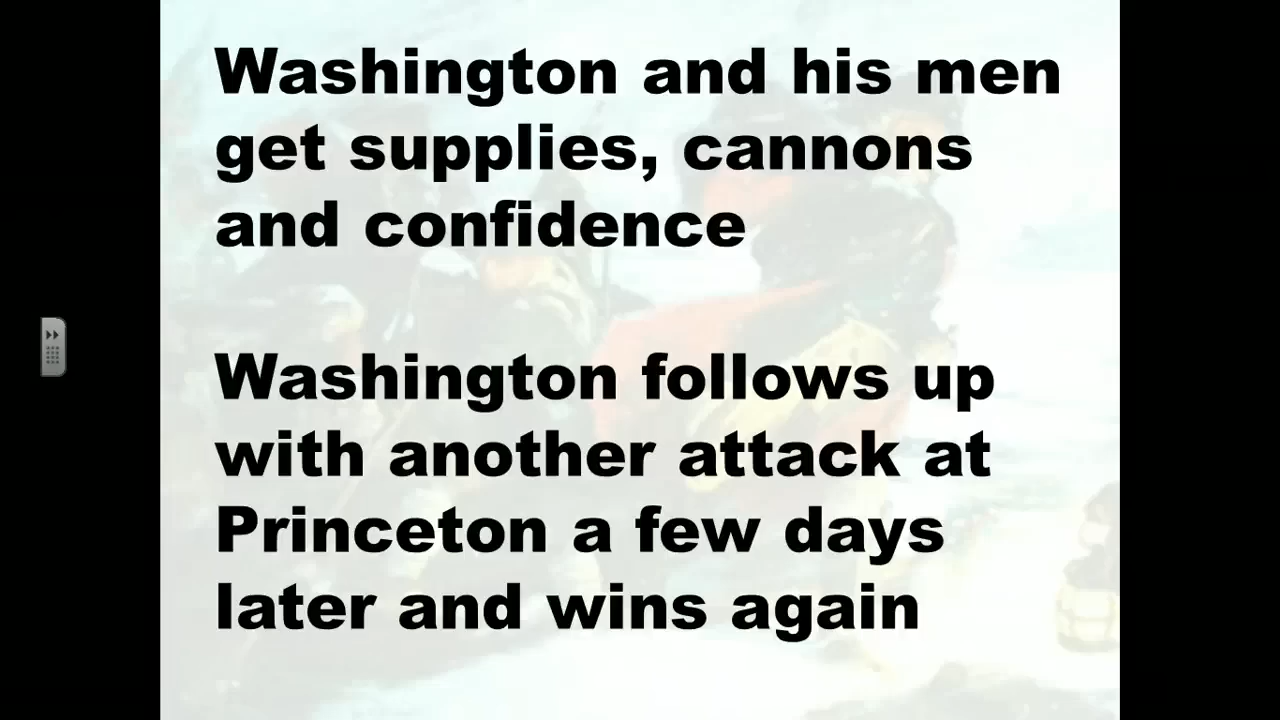 Washington and his men
get supplies, cannons
and confidence
Washington follows up
with another attack at
Princeton a few days
later and wins again